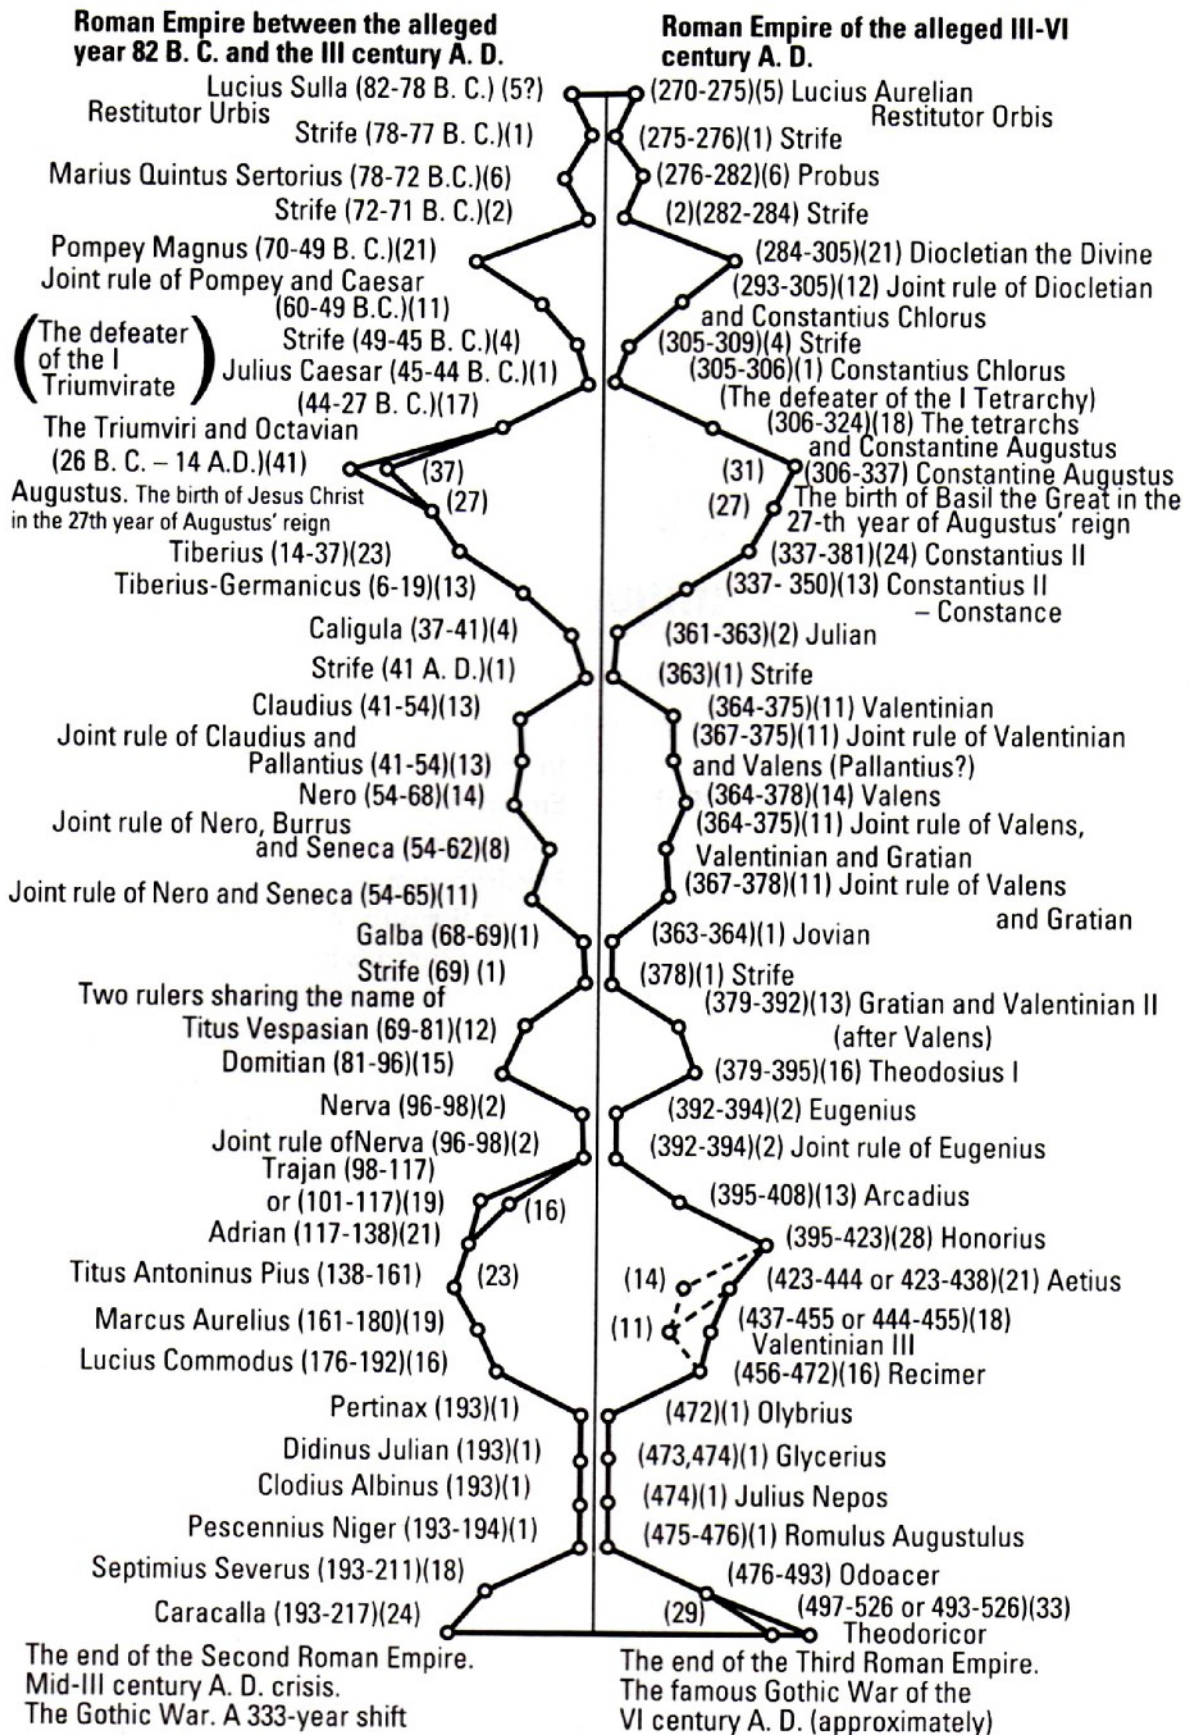 Roman Empire between the alleged
year 82 B. C. and the III century A. D.
Lucius Sulla (82-78 B. C.) (5?)
Restitutor Urbis
Strife (78-77 B. C.)(1)
Marius Quintus Sertorius (78-72 B.C.)(6)
Strife (72-71 B. C.)(2)
Pompey Magnus (70-49 B. C.)(21)
Joint rule of Pompey and Caesar
(60-49 B.C.)(11)
(The defeater
of the I
Triumvirate)
Strife (49-45 B. C.)(4)
Julius Caesar (45-44 B. C.)(1)
(44-27 B. C.)(17)
The Triumviri and Octavian
(26 B. C. – 14 A.D.)(41)
(37)
Augustus. The birth of Jesus Christ
in the 27th year of Augustus' reign
(27)
Tiberius (14-37)(23)
Tiberius-Germanicus (6-19)(13)
Caligula (37-41)(4)
Strife (41 A. D.)(1)
Claudius (41-54)(13)
Joint rule of Claudius and
Pallantius (41-54)(13)
Nero (54-68)(14)
Joint rule of Nero, Burrus
and Seneca (54-62)(8)
Joint rule of Nero and Seneca (54-65)(11)
Galba (68-69)(1)
Strife (69) (1)
Two rulers sharing the name of
Titus Vespasian (69-81)(12)
Domitian (81-96)(15)
Nerva (96-98)(2)
Joint rule ofNerva (96-98)(2)
Trajan (98-117)
or (101-117)(19)
(16)
Adrian (117-138)(21)
Titus Antoninus Pius (138-161)
(23)
Marcus Aurelius (161-180)(19)
Lucius Commodus (176-192)(16)
Pertinax (193)(1)
Didinus Julian (193)(1)
Clodius Albinus (193)(1)
Pescennius Niger (193-194)(1)
Septimius Severus (193-211)(18)
Caracalla (193-217)(24)
The end of the Second Roman Empire.
Mid-III century A. D. crisis.
The Gothic War. A 333-year shift
Roman Empire of the alleged III-VI
century A. D.
(270-275)(5) Lucius Aurelian
Restitutor Orbis
(275-276)(1) Strife
(276-282)(6) Probus
(2)(282-284) Strife
(284-305)(21) Diocletian the Divine
(293-305)(12) Joint rule of Diocletian
and Constantius Chlorus
(305-309)(4) Strife
(305-306)(1) Constantius Chlorus
(The defeater of the I Tetrarchy)
(306-324)(18) The tetrarchs
and Constantine Augustus
(31)
(306-337) Constantine Augustus
(27)
The birth of Basil the Great in the
27-th year of Augustus' reign
(337-381)(24) Constantius II
(337- 350)(13) Constantius II
– Constance
(361-363)(2) Julian
(363)(1) Strife
(364-375)(11) Valentinian
(367-375)(11) Joint rule of Valentinian
and Valens (Pallantius?)
(364-378)(14) Valens
(364-375)(11) Joint rule of Valens,
Valentinian and Gratian
(367-378)(11) Joint rule of Valens
and Gratian
(363-364)(1) Jovian
(378)(1) Strife
(379-392)(13) Gratian and Valentinian II
(after Valens)
(379-395)(16) Theodosius I
(392-394)(2) Eugenius
(392-394)(2) Joint rule of Eugenius
(395-408)(13) Arcadius
(395-423)(28) Honorius
(14)
(423-444 or 423-438)(21) Aetius
(11)
(437-455 or 444-455)(18)
Valentinian III
(456-472)(16) Recimer
(472)(1) Olybrius
(473,474)(1) Glycerius
(474)(1) Julius Nepos
(475-476)(1) Romulus Augustulus
(476-493) Odoacer
(29)
(497-526 or 493-526)(33)
Theodoricor
The end of the Third Roman Empire.
The famous Gothic War of the
VI century A. D. (approximately)